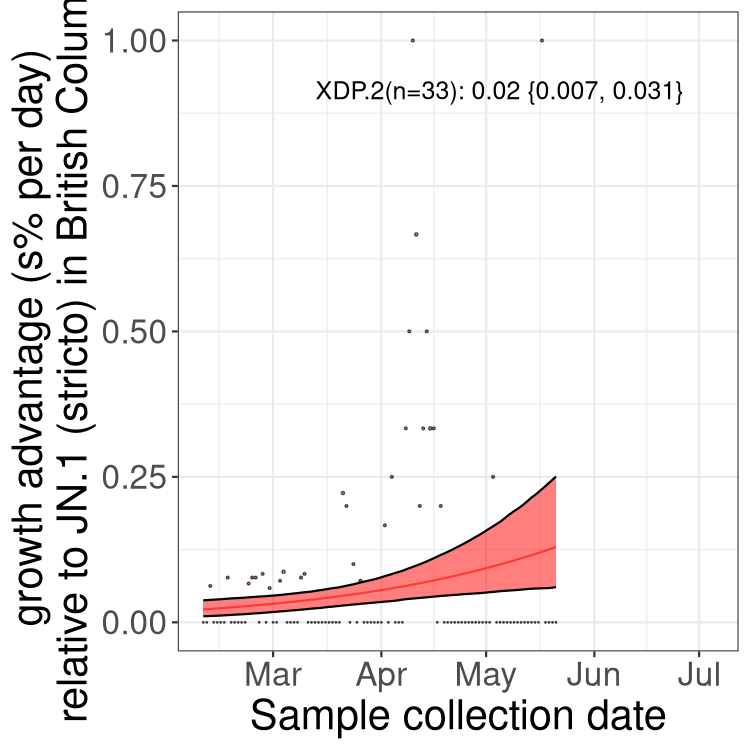 growth advantage (s% per day)
relative to JN.1 (stricto) in British Colum
1.00
0.75
0.50
0.25
0.00
XDP.2(n=33): 0.02 {0.007, 0.031}
Mar Apr May Jun Jul
Sample collection date